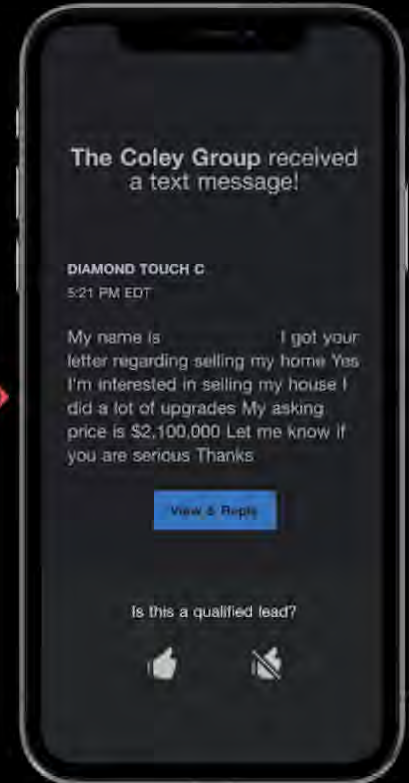 The Coley Group received
a text message!
DIAMOND TOUCH C
5:21 PM EDT
My name is I got your
letter regarding selling my home Yes
I'm interested in selling my house I
did a lot of upgrades My asking
price is $2,100,000 Let me know if
you are serious Thanks
View & Reply
Is this a qualified lead?